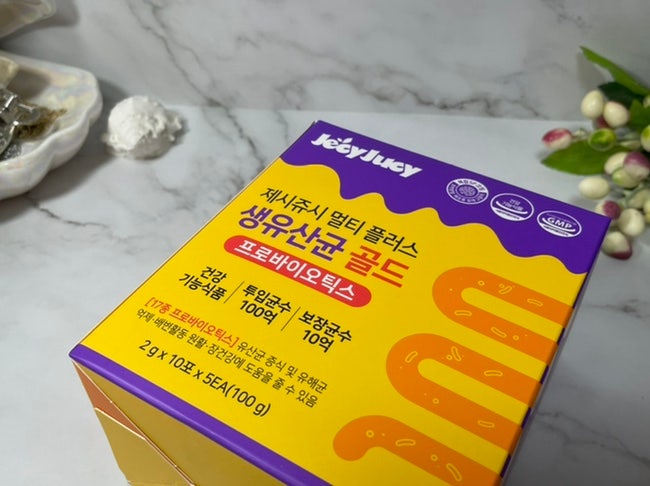 JecyJucy
제시쥬시 멀티 플러스
생유산균 골드
프로바이오틱스
건강
기능식품
투입균수
100억
보장균수
10억
[17종 프로바이오틱스] 유산균 증식 및 유해균
억제·배변활동 원활·장건강에 도움을 줄 수 있음
2 g x 10포 x 5EA(100 g)
GMP